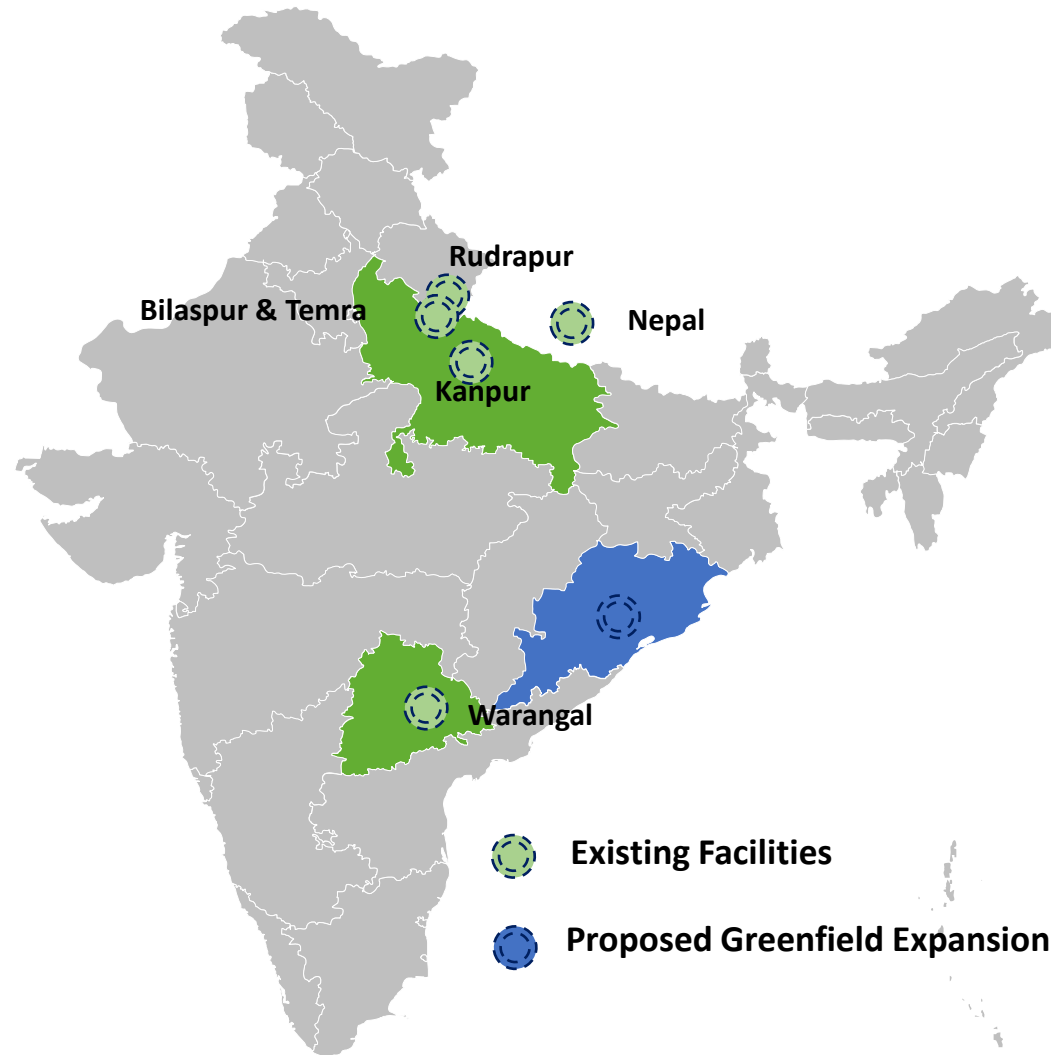 Rudrapur
Bilaspur & Temra
Nepal
Kanpur
Warangal
Existing Facilities
Proposed Greenfield Expansion